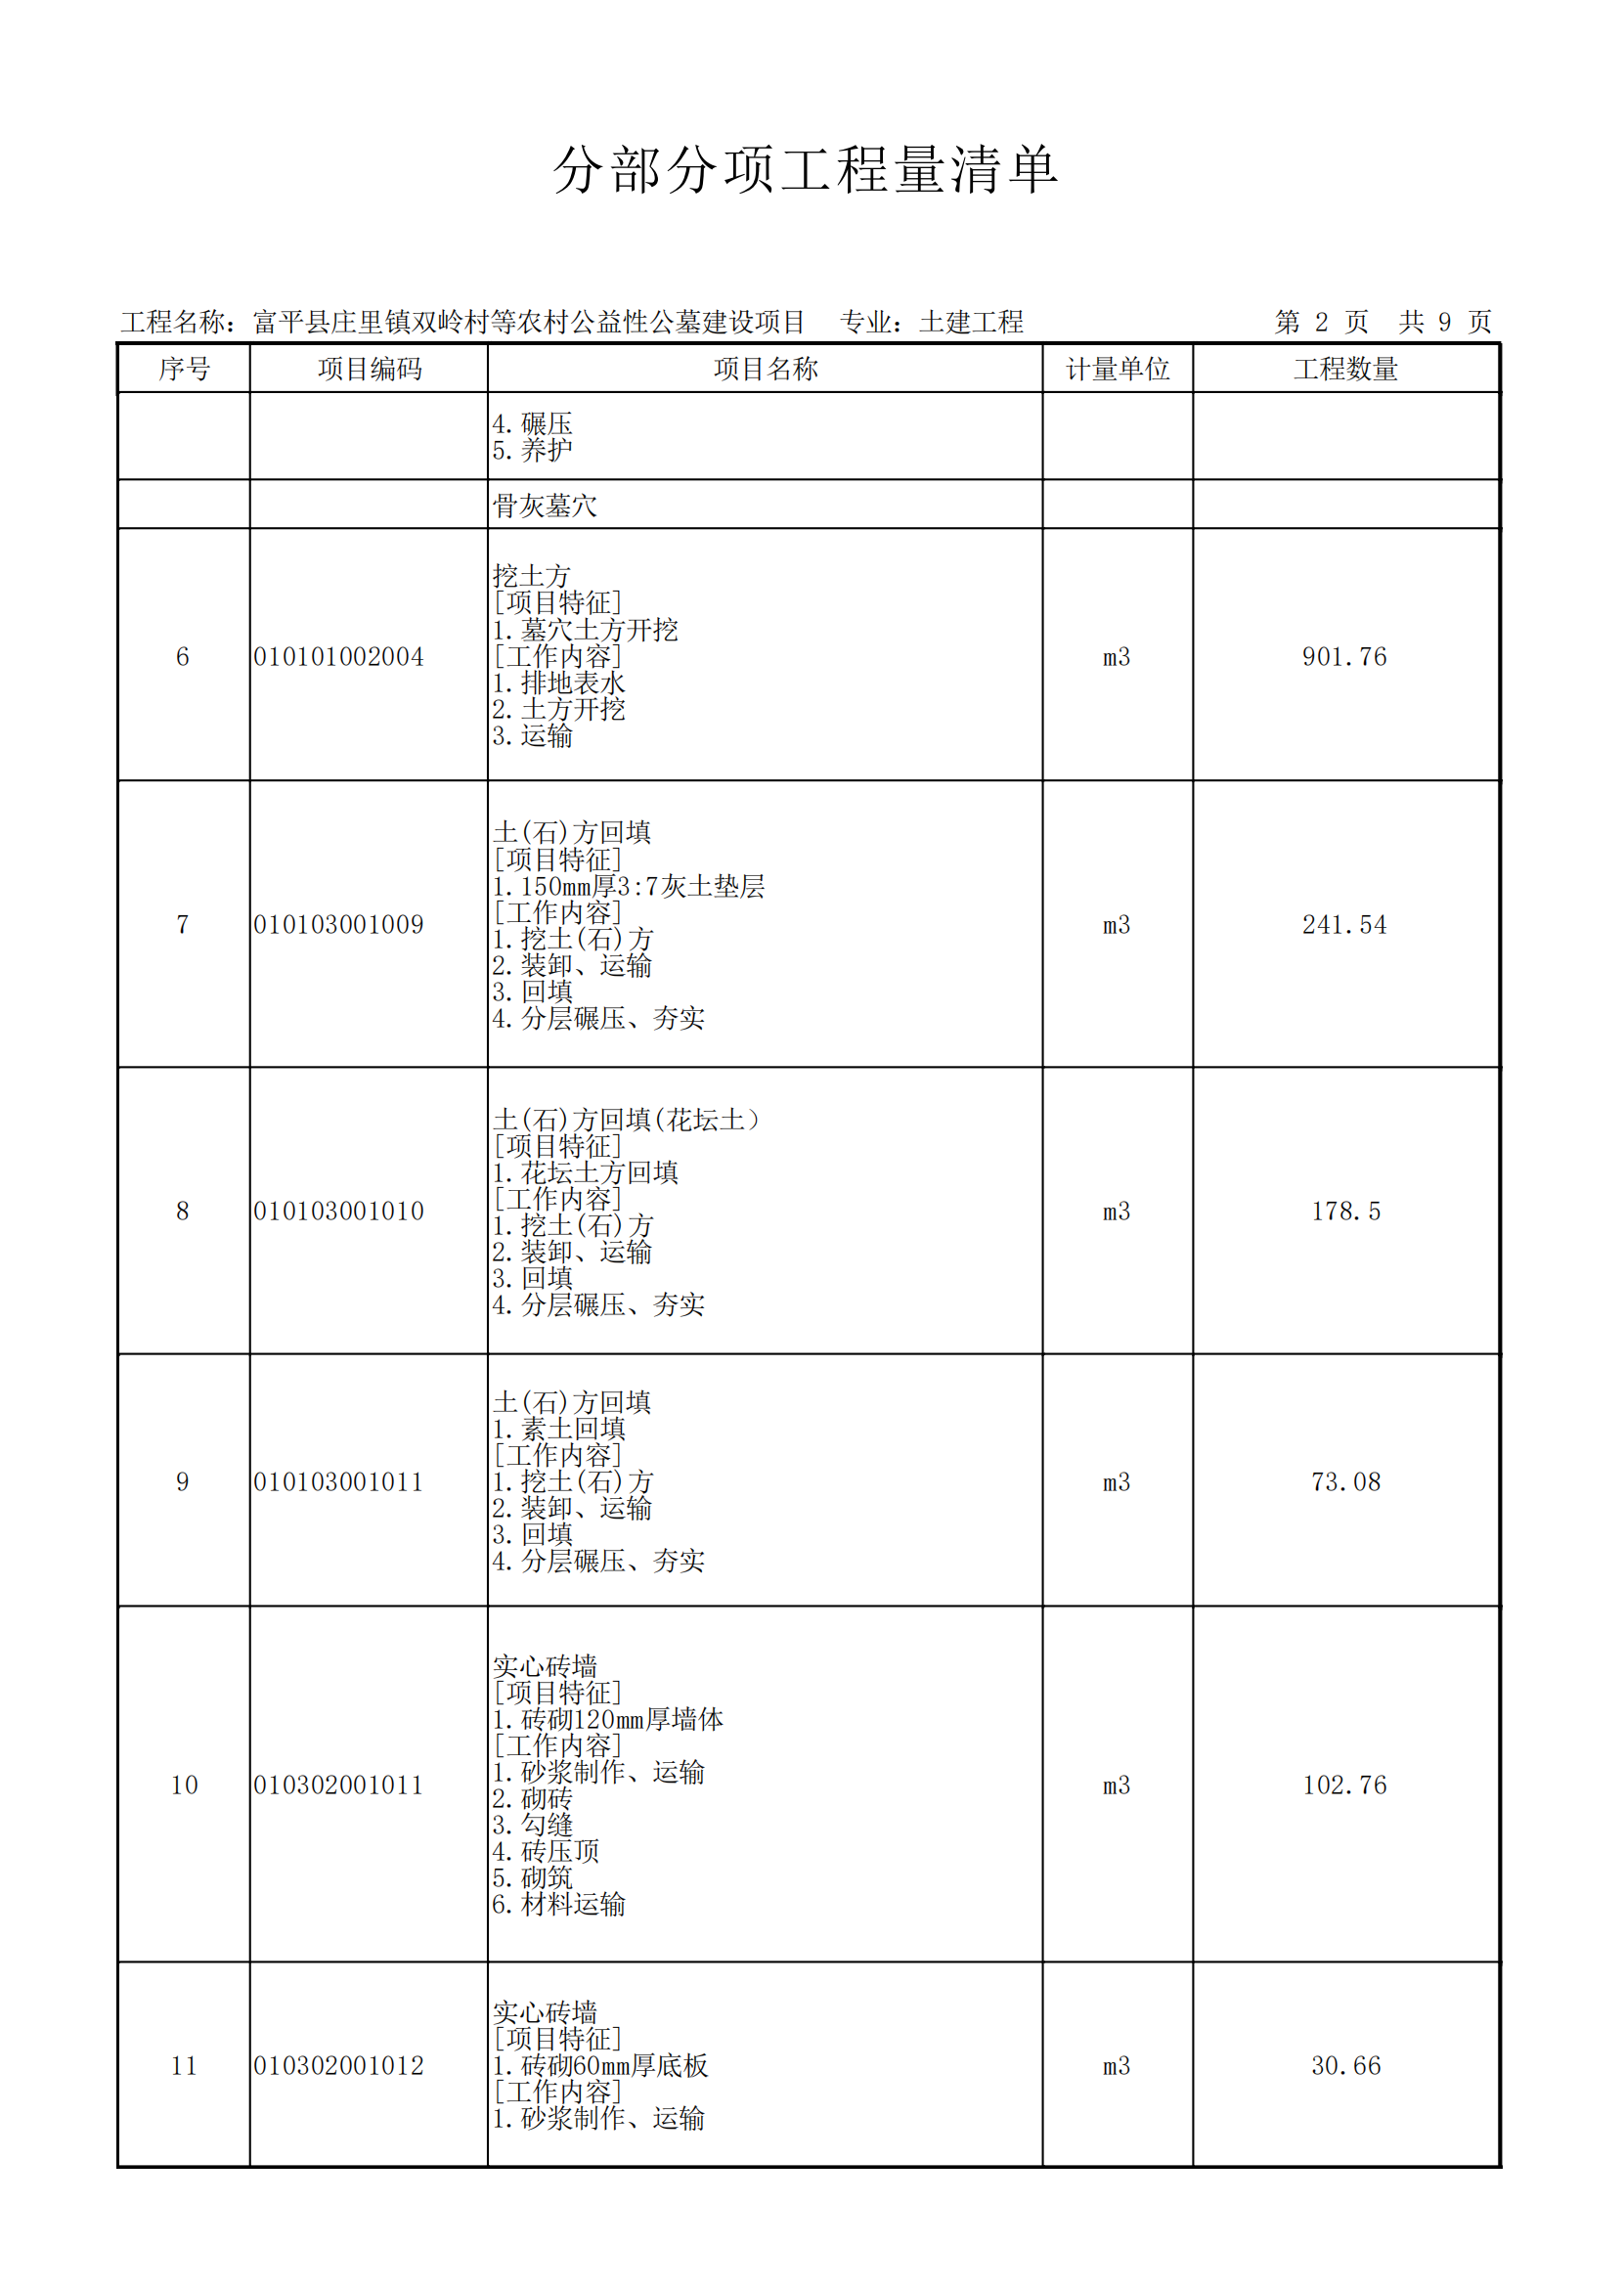 分部分项工程量清单
工程名称：富平县庄里镇双岭村等农村公益性公墓建设项目 专业：土建工程 第 2 页 共 9 页
序号 项目编码 项目名称 计量单位 工程数量
4.碾压
5.养护
骨灰墓穴
挖土方
[项目特征]
1.墓穴土方开挖
6 010101002004 [工作内容] m3 901.76
1.排地表水
2.土方开挖
3.运输
土(石)方回填
[项目特征]
1.150mm厚3:7灰土垫层
[工作内容]
7 010103001009 1.挖土(石)方 m3 241.54
2.装卸、运输
3.回填
4.分层碾压、夯实
土(石)方回填(花坛土）
[项目特征]
1.花坛土方回填
[工作内容]
8 010103001010 1.挖土(石)方 m3 178.5
2.装卸、运输
3.回填
4.分层碾压、夯实
土(石)方回填
1.素土回填
[工作内容]
9 010103001011 1.挖土(石)方 m3 73.08
2.装卸、运输
3.回填
4.分层碾压、夯实
实心砖墙
[项目特征]
1.砖砌120mm厚墙体
[工作内容]
10 010302001011 1.砂浆制作、运输 m3 102.76
2.砌砖
3.勾缝
4.砖压顶
5.砌筑
6.材料运输
实心砖墙
[项目特征]
11 010302001012 1.砖砌60mm厚底板 m3 30.66
[工作内容]
1.砂浆制作、运输